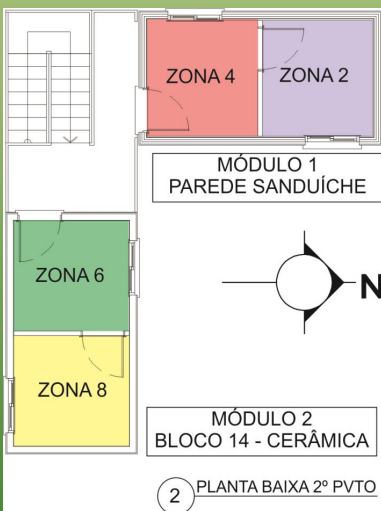 ZONA 4
ZONA 2
MÓDULO 1
PAREDE SANDUÍCHE
ZONA 6
N
ZONA 8
MÓDULO 2
BLOCO 14 - CERÂMICA
2
PLANTA BAIXA 2º PVTO